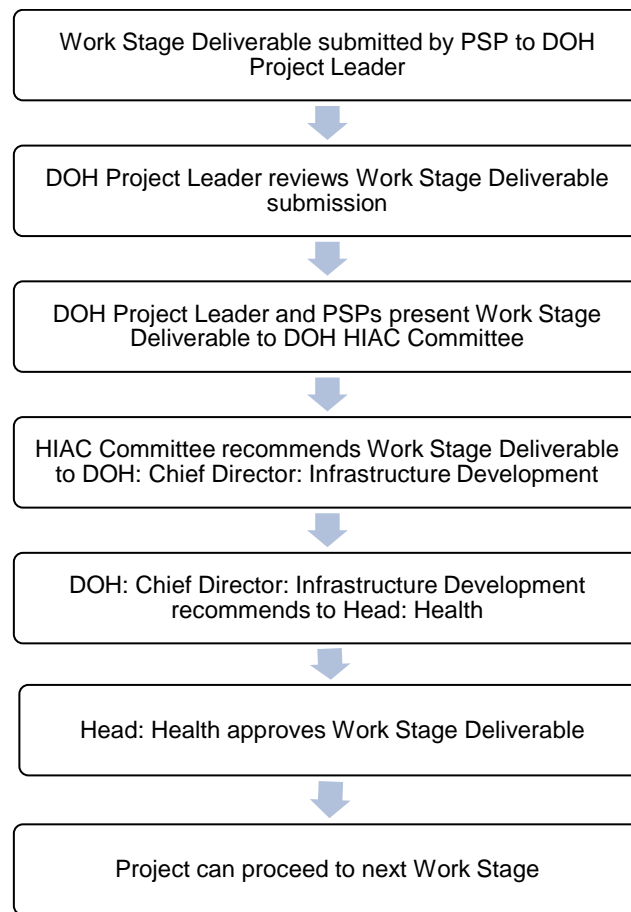 Work Stage Deliverable submitted by PSP to DOH
Project Leader
DOH Project Leader reviews Work Stage Deliverable
submission
DOH Project Leader and PSPs present Work Stage
Deliverable to DOH HIAC Committee
HIAC Committee recommends Work Stage Deliverable
to DOH: Chief Director: Infrastructure Development
DOH: Chief Director: Infrastructure Development
recommends to Head: Health
Head: Health approves Work Stage Deliverable
Project can proceed to next Work Stage